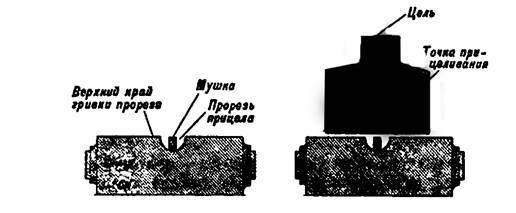 Цель
Точка при-
целивания
Верхний край
гривки прореза
Мушка
Прорезь
прицела